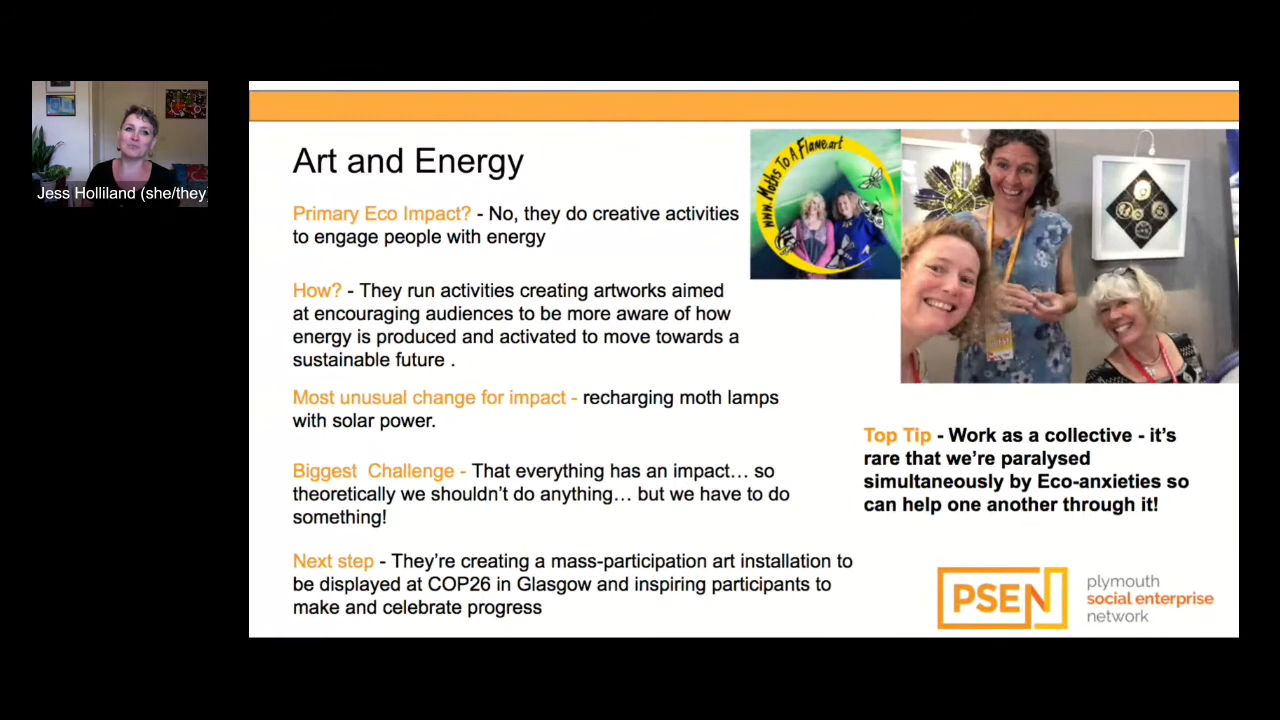 Jess Holliland (she/they
Art and Energy
Primary Eco Impact? - No, they do creative activities
to engage people with energy
How? - They run activities creating artworks aimed
at encouraging audiences to be more aware of how
energy is produced and activated to move towards a
sustainable future .
Most unusual change for impact - recharging moth lamps
with solar power.
Biggest  Challenge - That everything has an impact… so
theoretically we shouldn't do anything… but we have to do
something!
Next step - They're creating a mass-participation art installation to
be displayed at COP26 in Glasgow and inspiring participants to
make and celebrate progress
www.Moths To A Flame.art
Top Tip - Work as a collective - it's
rare that we're paralysed
simultaneously by Eco-anxieties so
can help one another through it!
PSEN
plymouth
social enterprise
network